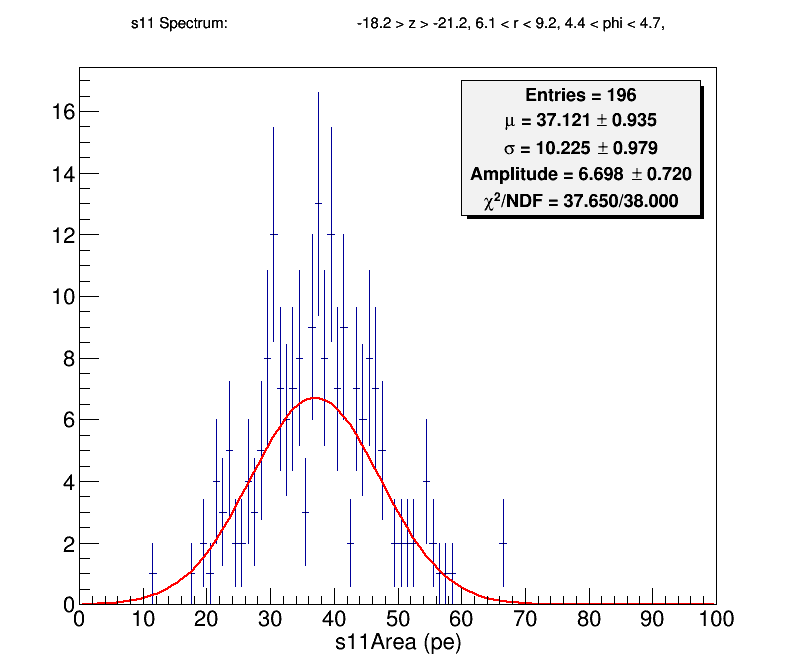 s11 Spectrum: -18.2 > z > -21.2, 6.1 < r < 9.2, 4.4 < phi < 4.7,
Entries = 196
μ = 37.121 ± 0.935
σ = 10.225 ± 0.979
Amplitude = 6.698 ± 0.720
χ²/NDF = 37.650/38.000
16
14
12
10
8
6
4
2
0
0 10 20 30 40 50 60 70 80 90 100
s11Area (pe)